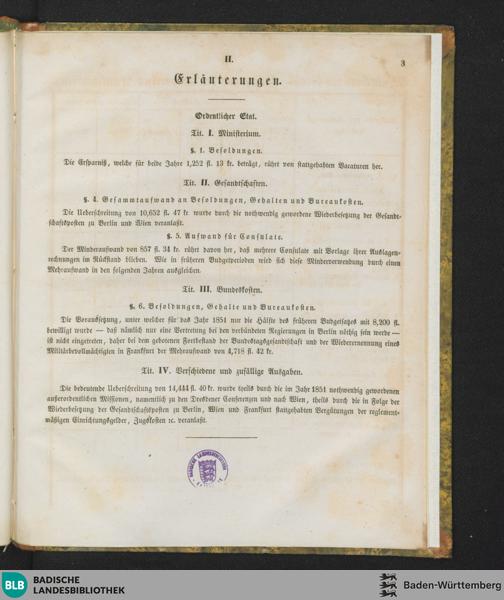 3
II.
Erläuterungen.
Ordentlicher Etat.
Tit. I. Ministerium.
§. 1. Besoldungen.
Die Ersparniß, welche für beide Jahre 1,252 fl. 13 kr. beträgt, rührt von stattgehabten Vacaturen her.
Tit. II. Gesandtschaften.
§. 4. Gesammtaufwand an Besoldungen, Gehalten und Bureaukosten.
Die Ueberschreitung von 10,652 fl. 47 kr. wurde durch die nothwendig gewordene Wiederbesetzung der Gesandt-
schaftsposten zu Berlin und Wien veranlaßt.
§. 5. Aufwand für Consulate.
Der Minderaufwand von 857 fl. 34 kr. rührt davon her, daß mehrere Consulate mit Vorlage ihrer Auslagen-
rechnungen im Rückstand blieben. Wie in früheren Budgetperioden wird sich diese Minderverwendung durch einen
Mehraufwand in den folgenden Jahren ausgleichen.
Tit. III. Bundeskosten.
§. 6. Besoldungen, Gehalte und Bureaukosten.
Die Voraussetzung, unter welcher für das Jahr 1851 nur die Hälfte des früheren Budgetsatzes mit 8,200 fl.
bewilligt wurde — daß nämlich nur eine Vertretung bei den verbündeten Regierungen in Berlin nöthig sein werde —
ist nicht eingetreten, daher bei dem gebotenen Fortbestand der Bundestagsgesandtschaft und der Wiederernennung eines
Militärbevollmächtigten in Frankfurt der Mehraufwand von 4,718 fl. 42 kr.
Tit. IV. Verschiedene und zufällige Ausgaben.
Die bedeutende Ueberschreitung von 14,444 fl. 40 kr. wurde theils durch die im Jahr 1851 nothwendig gewordenen
außerordentlichen Missionen, namentlich zu den Dresdener Conferenzen und nach Wien, theils durch die in Folge der
Wiederbesetzung der Gesandtschaftsposten zu Berlin, Wien und Frankfurt stattgehabten Vergütungen der reglement-
mäßigen Einrichtungsgelder, Zugskosten ꝛc. veranlaßt.
BLB
BADISCHE
LANDESBIBLIOTHEK
Baden-Württemberg